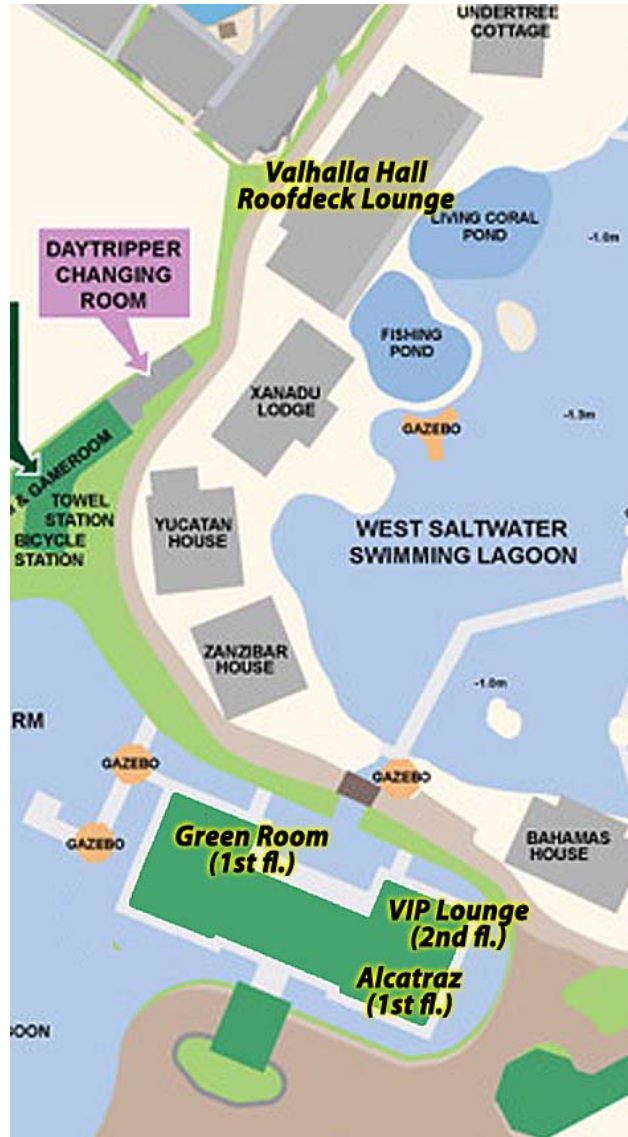 UNDERTREE
COTTAGE
Valhalla Hall
Roofdeck Lounge
LIVING CORAL
POND
-1.0m
DAYTRIPPER
CHANGING
ROOM
FISHING
POND
XANADU
LODGE
GAZEBO
-1.5m
& GAMEROOM
TOWEL
STATION
BICYCLE
STATION
YUCATAN
HOUSE
WEST SALTWATER
SWIMMING LAGOON
ZANZIBAR
HOUSE
-1.0m
RM
GAZEBO
GAZEBO
GAZEBO
Green Room
(1st fl.)
BAHAMAS
HOUSE
VIP Lounge
(2nd fl.)
Alcatraz
(1st fl.)
OON